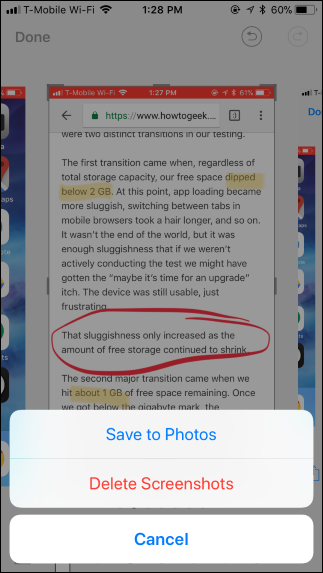 T-Mobile Wi-Fi 1:28 PM 60%
Done
T-Mobile Wi-Fi 1:27 PM 61%
https://www.howtogeek. 3
were two distinct transitions in our testing.
The first transition came when, regardless of
total storage capacity, our free space dipped
below 2 GB. At this point, app loading became
more sluggish, switching between tabs in
mobile browsers took a hair longer, and so on.
It wasn't the end of the world, but it was
enough sluggishness that if we weren't
actively conducting the test we might have
gotten the “maybe it's time for an upgrade”
itch. The device was still usable, just
frustrating.
That sluggishness only increased as the
amount of free storage continued to shrink.
The second major transition came when we
hit about 1 GB of free space remaining. Once
we got below the gigabyte mark, the
Save to Photos
Delete Screenshots
Cancel